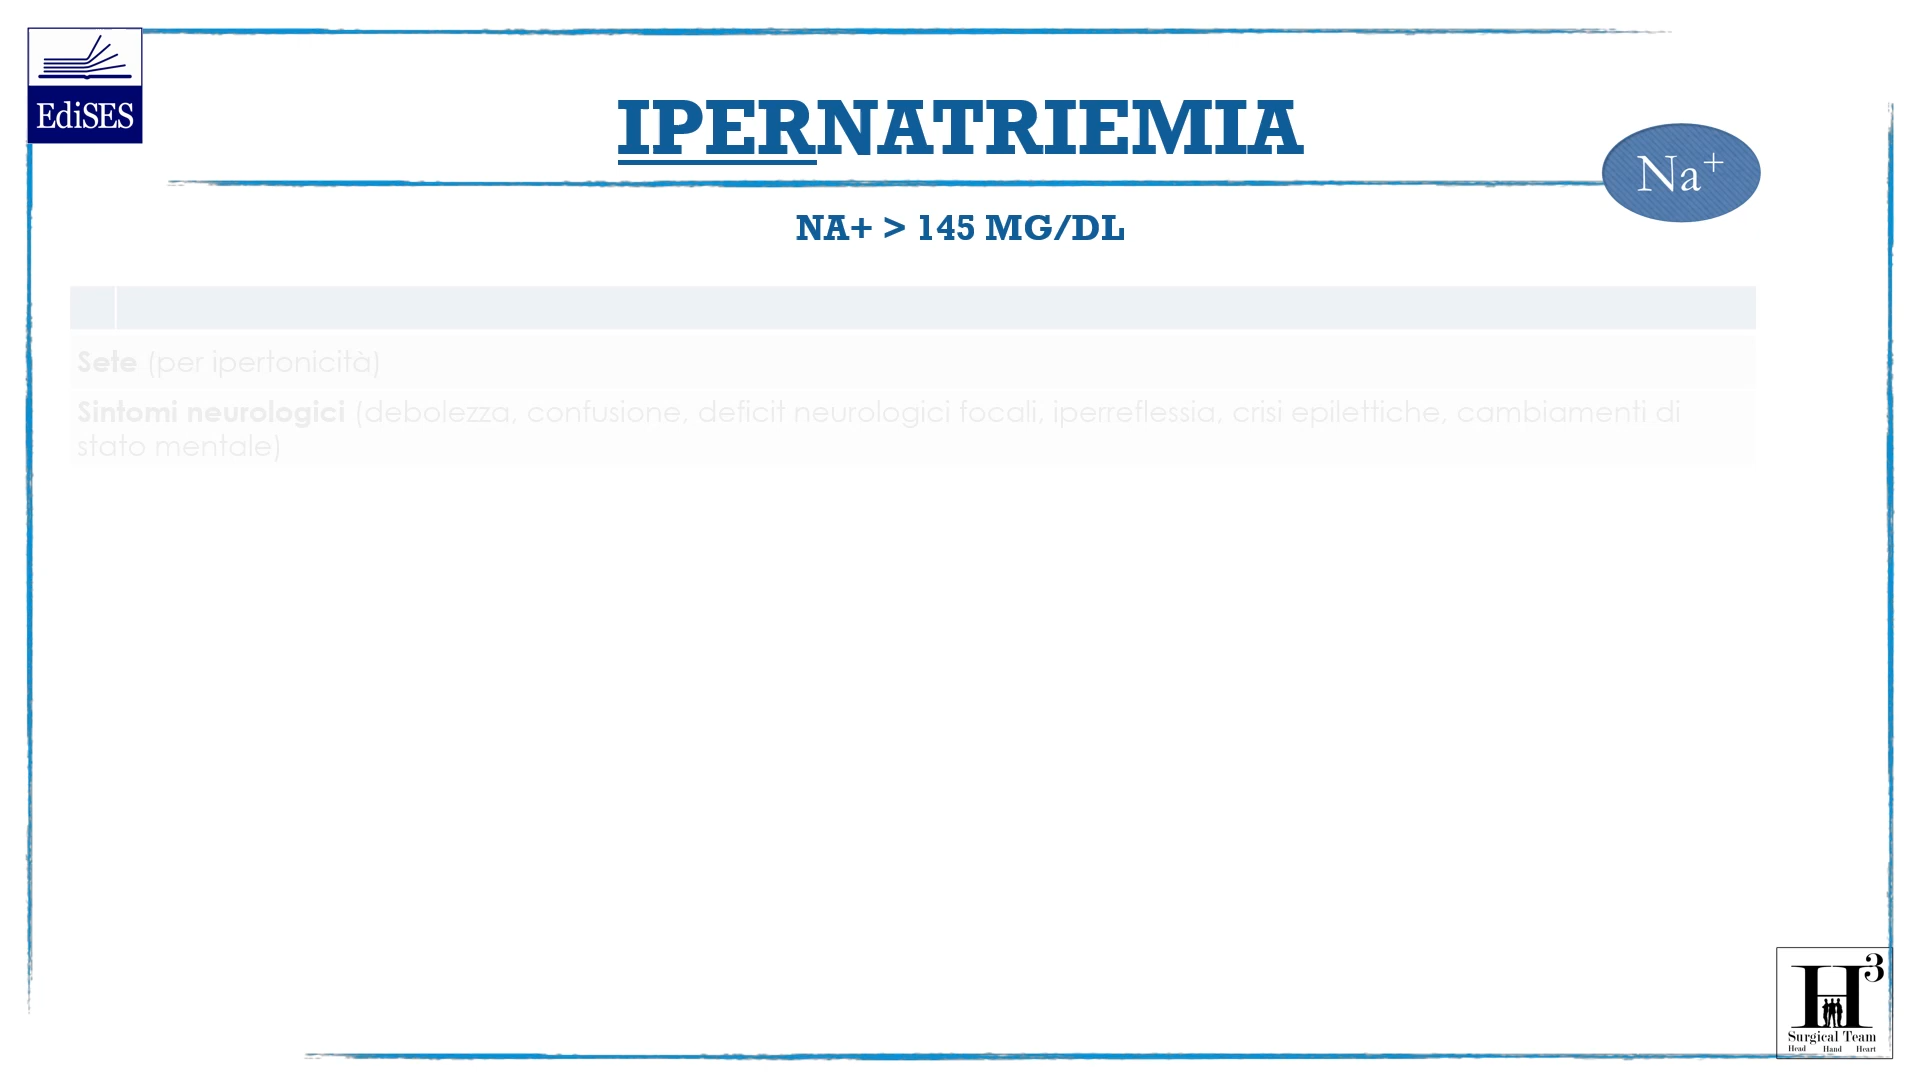 EdiSES
IPERNATRIEMIA
Na+
NA+ > 145 MG/DL
Sete (per ipertonicità)
Sintomi neurologici (debolezza, confusione, deficit neurologici focali, iperreflessia, crisi epilettiche, cambiamenti di
stato mentale)
H3
Surgical Team
Head Hand Heart